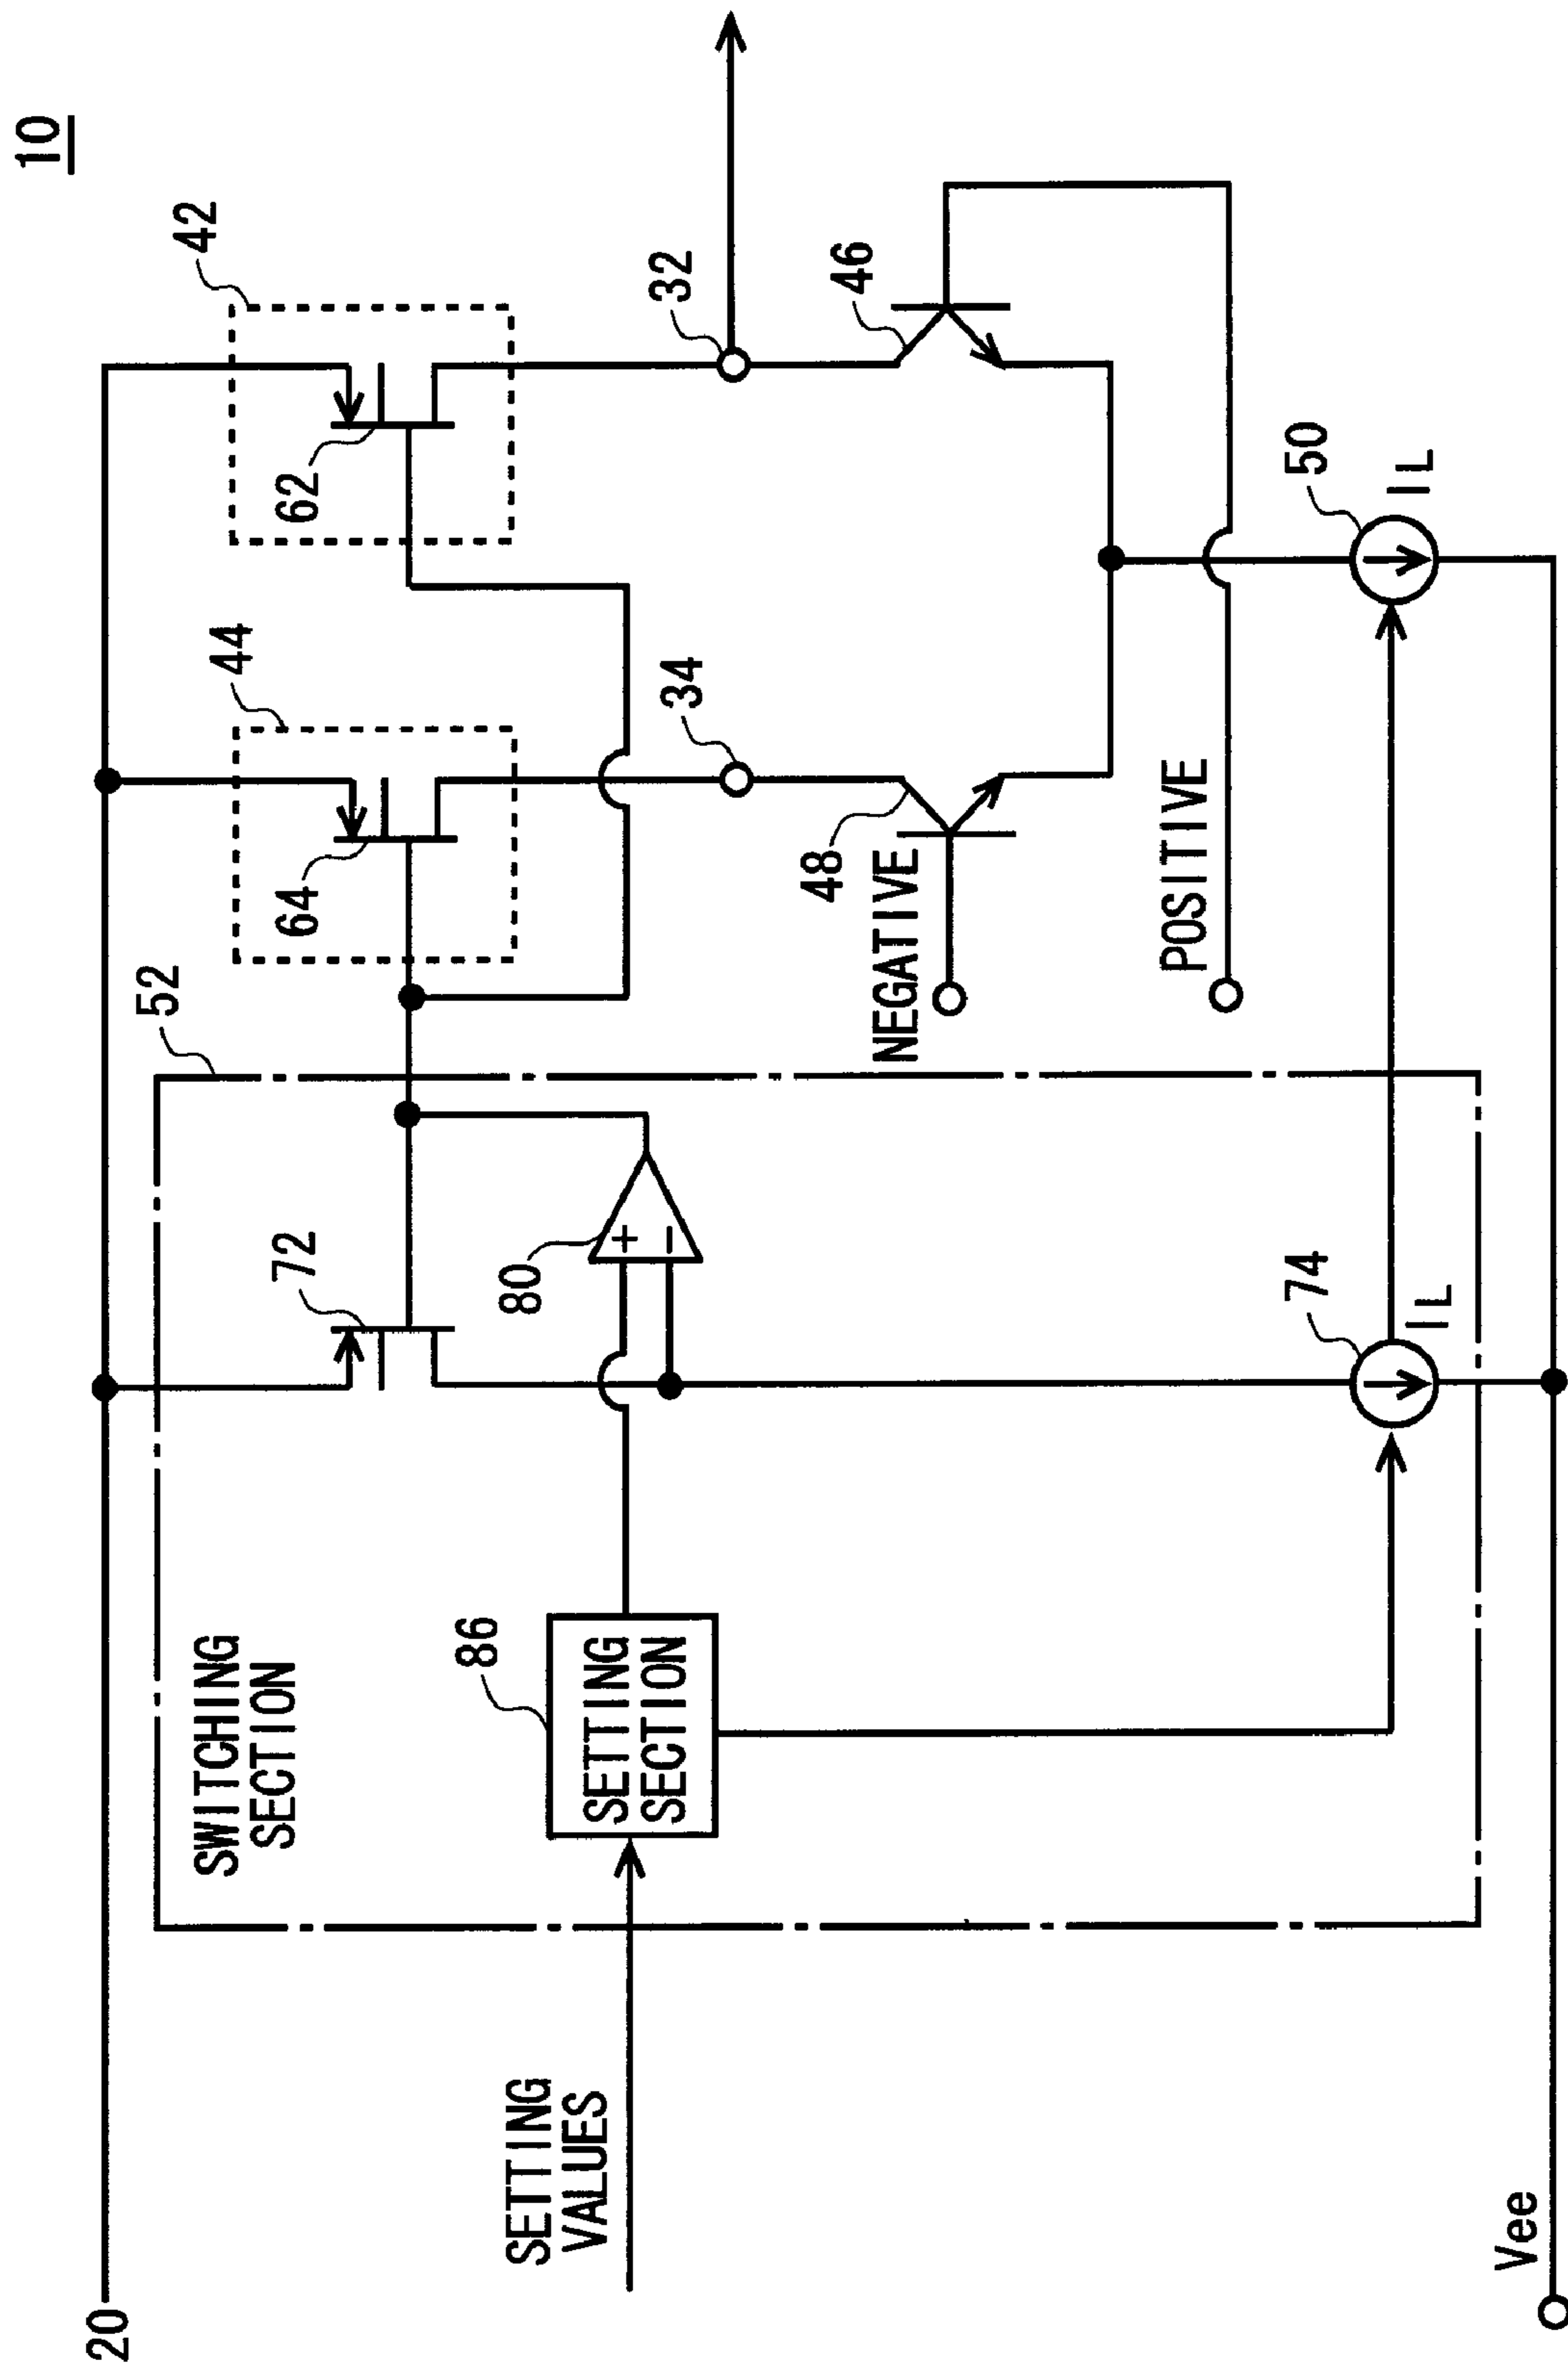 10
20
SWITCHING
SECTION
52
72
44
64
42
62
SETTING
VALUES
86
SETTING
SECTION
80
+
−
34
32
48
46
NEGATIVE
POSITIVE
74
IL
50
IL
Vee